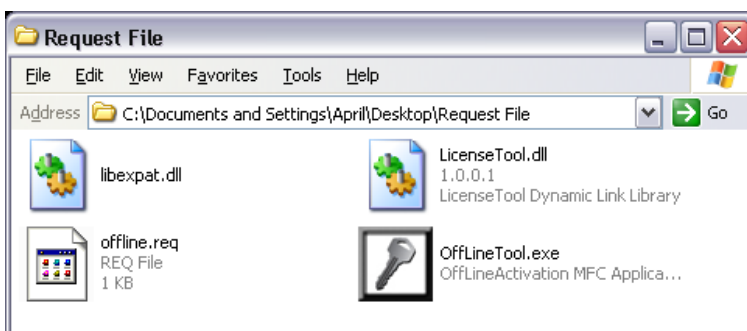 Request File
File Edit View Favorites Tools Help
Address C:\Documents and Settings\April\Desktop\Request File Go
libexpat.dll
LicenseTool.dll
1.0.0.1
LicenseTool Dynamic Link Library
offline.req
REQ File
1 KB
OffLineTool.exe
OffLineActivation MFC Applica...